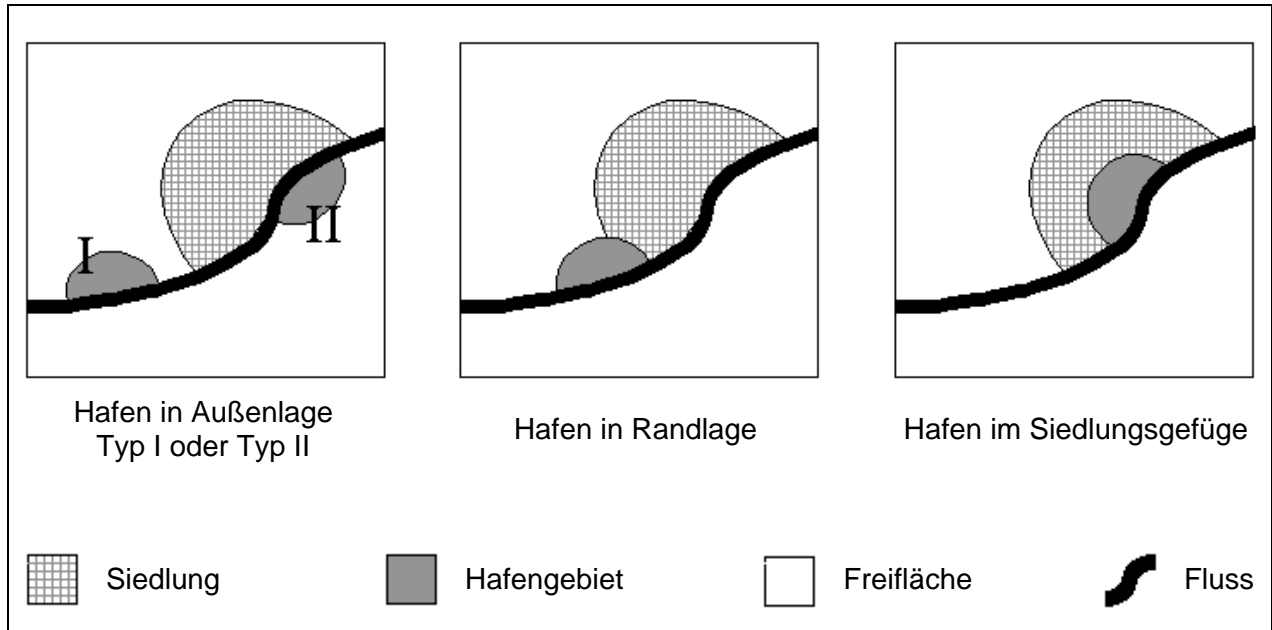 I
II
Hafen in Außenlage
Typ I oder Typ II
Hafen in Randlage
Hafen im Siedlungsgefüge
Siedlung
Hafengebiet
Freifläche
Fluss